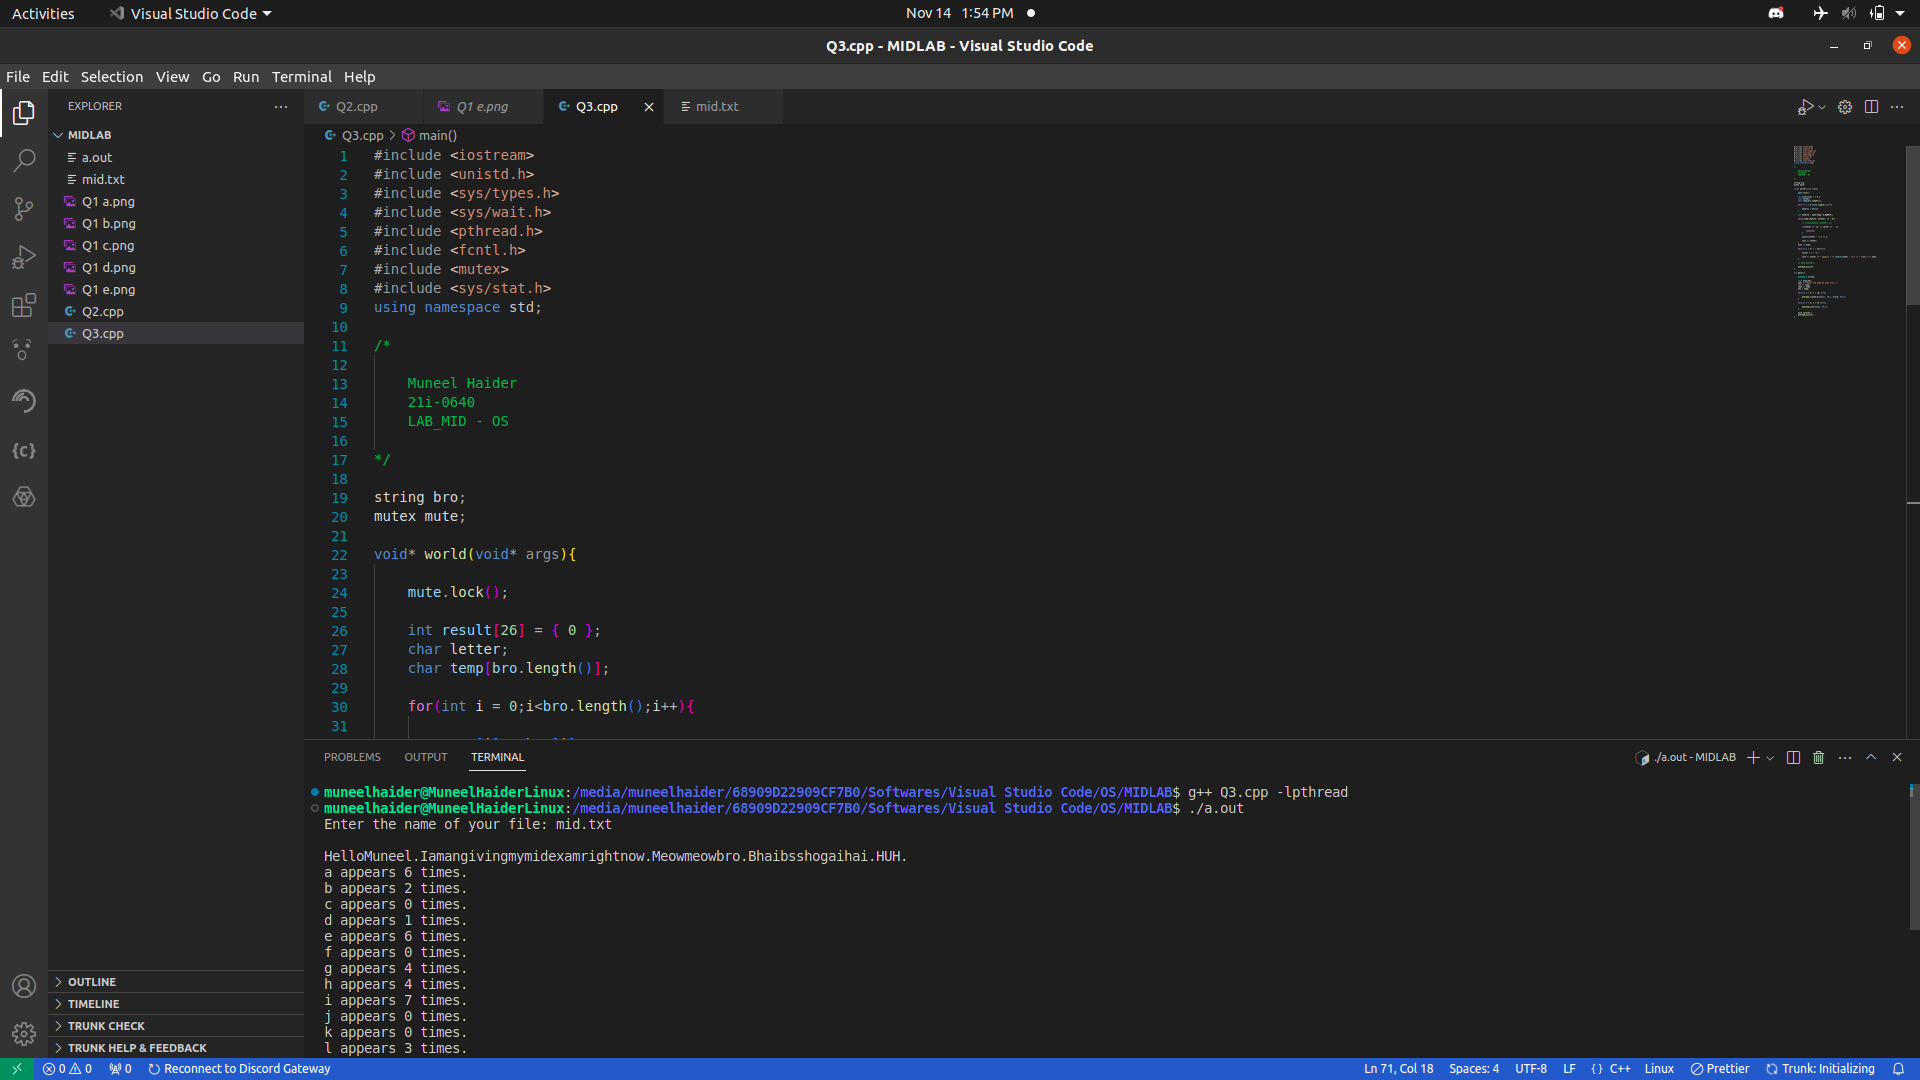 Activities Visual Studio Code Nov 14 1:54 PM
Q3.cpp - MIDLAB - Visual Studio Code
File Edit Selection View Go Run Terminal Help
EXPLORER
MIDLAB
a.out
mid.txt
Q1 a.png
Q1 b.png
Q1 c.png
Q1 d.png
Q1 e.png
Q2.cpp
Q3.cpp
OUTLINE
TIMELINE
TRUNK CHECK
TRUNK HELP & FEEDBACK
Q2.cpp Q1 e.png Q3.cpp mid.txt
Q3.cpp > main()
1 #include <iostream>
2 #include <unistd.h>
3 #include <sys/types.h>
4 #include <sys/wait.h>
5 #include <pthread.h>
6 #include <fcntl.h>
7 #include <mutex>
8 #include <sys/stat.h>
9 using namespace std;
10
11 /*
12
13 Muneel Haider
14 21i-0640
15 LAB_MID - OS
16
17 */
18
19 string bro;
20 mutex mute;
21
22 void* world(void* args){
23
24 mute.lock();
25
26 int result[26] = { 0 };
27 char letter;
28 char temp[bro.length()];
29
30 for(int i = 0;i<bro.length();i++){
31
PROBLEMS OUTPUT TERMINAL ./a.out - MIDLAB
muneelhaider@MuneelHaiderLinux:/media/muneelhaider/68909D22909CF7B0/Softwares/Visual Studio Code/OS/MIDLAB$ g++ Q3.cpp -lpthread
muneelhaider@MuneelHaiderLinux:/media/muneelhaider/68909D22909CF7B0/Softwares/Visual Studio Code/OS/MIDLAB$ ./a.out
Enter the name of your file: mid.txt
HelloMuneel.Iamangivingmymidexamrightnow.Meowmeowbro.Bhaibsshogaihai.HUH.
a appears 6 times.
b appears 2 times.
c appears 0 times.
d appears 1 times.
e appears 6 times.
f appears 0 times.
g appears 4 times.
h appears 4 times.
i appears 7 times.
j appears 0 times.
k appears 0 times.
l appears 3 times.
0 0 0 Reconnect to Discord Gateway Ln 71, Col 18 Spaces: 4 UTF-8 LF {} C++ Linux Prettier Trunk: Initializing